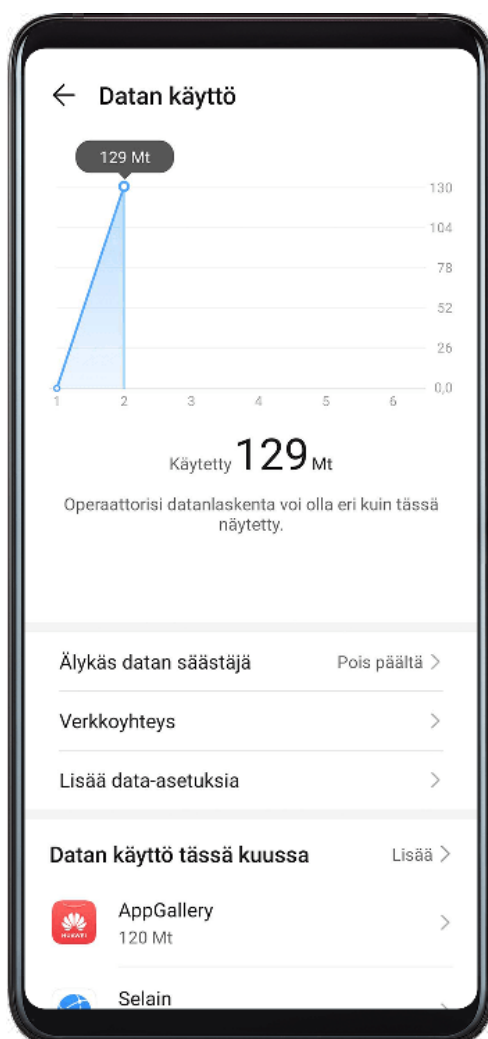 Datan käyttö
129 Mt
130
104
78
52
26
0,0
1 2 3 4 5 6
Käytetty 129 Mt
Operaattorisi datanlaskenta voi olla eri kuin tässä
näytetty.
Älykäs datan säästäjä Pois päältä
Verkkoyhteys
Lisää data-asetuksia
Datan käyttö tässä kuussa Lisää
HUAWEI
AppGallery
120 Mt
Selain